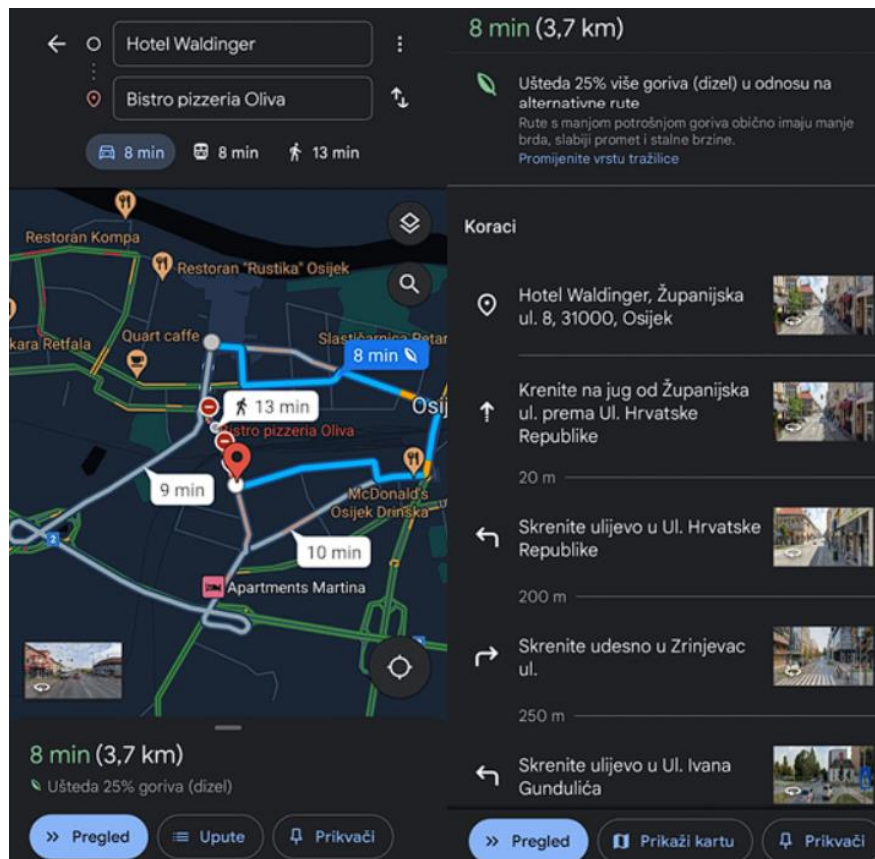 Hotel Waldinger
Bistro pizzeria Oliva
8 min
8 min
13 min
Restoran Kompa
Restoran "Rustika" Osijek
Quart caffe
kara Retfala
Slastičarnica Petar
8 min
13 min
Osij
Bistro pizzeria Oliva
9 min
McDonald's
Osijek Drinska
10 min
2
Apartments Martina
8 min (3,7 km)
Ušteda 25% goriva (dizel)
Pregled
Upute
Prikvači
8 min (3,7 km)
Ušteda 25% više goriva (dizel) u odnosu na
alternativne rute
Rute s manjom potrošnjom goriva obično imaju manje
brda, slabiji promet i stalne brzine.
Promijenite vrstu tražilice
Koraci
Hotel Waldinger, Županijska
ul. 8, 31000, Osijek
Krenite na jug od Županijska
ul. prema Ul. Hrvatske
Republike
20 m
Skrenite ulijevo u Ul. Hrvatske
Republike
200 m
Skrenite udesno u Zrinjevac
ul.
250 m
Skrenite ulijevo u Ul. Ivana
Gundulića
Pregled
Prikaži kartu
Prikvači